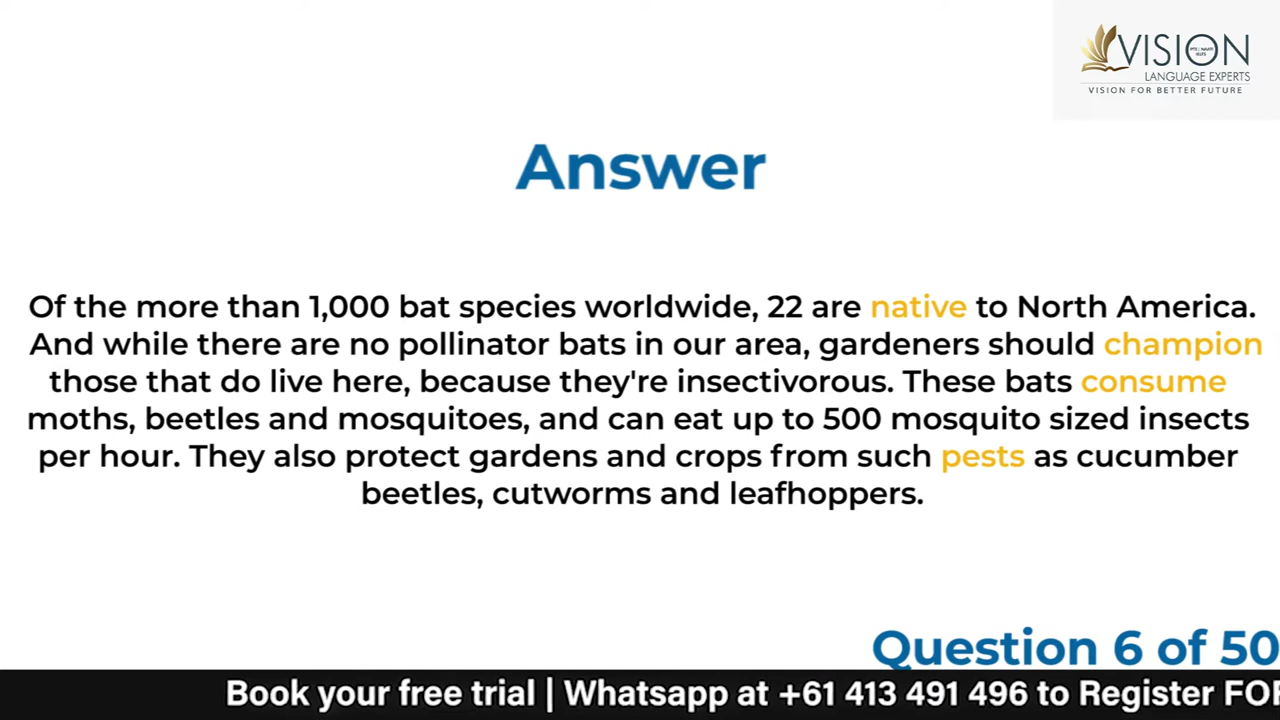 VISION
LANGUAGE EXPERTS
VISION FOR BETTER FUTURE
Answer
Of the more than 1,000 bat species worldwide, 22 are native to North America.
And while there are no pollinator bats in our area, gardeners should champion
those that do live here, because they're insectivorous. These bats consume
moths, beetles and mosquitoes, and can eat up to 500 mosquito sized insects
per hour. They also protect gardens and crops from such pests as cucumber
beetles, cutworms and leafhoppers.
Question 6 of 50
Book your free trial | Whatsapp at +61 413 491 496 to Register